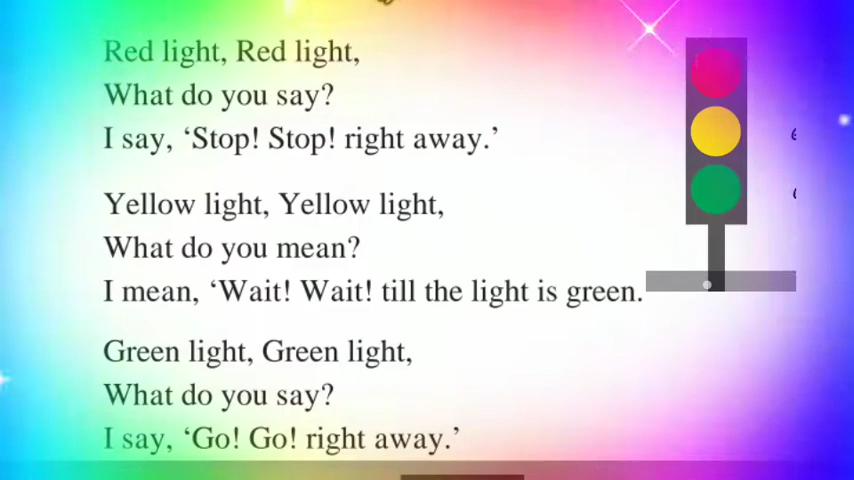 Red light, Red light,
What do you say?
I say, ‘Stop! Stop! right away.’
Yellow light, Yellow light,
What do you mean?
I mean, ‘Wait! Wait! till the light is green.
Green light, Green light,
What do you say?
I say, ‘Go! Go! right away.’